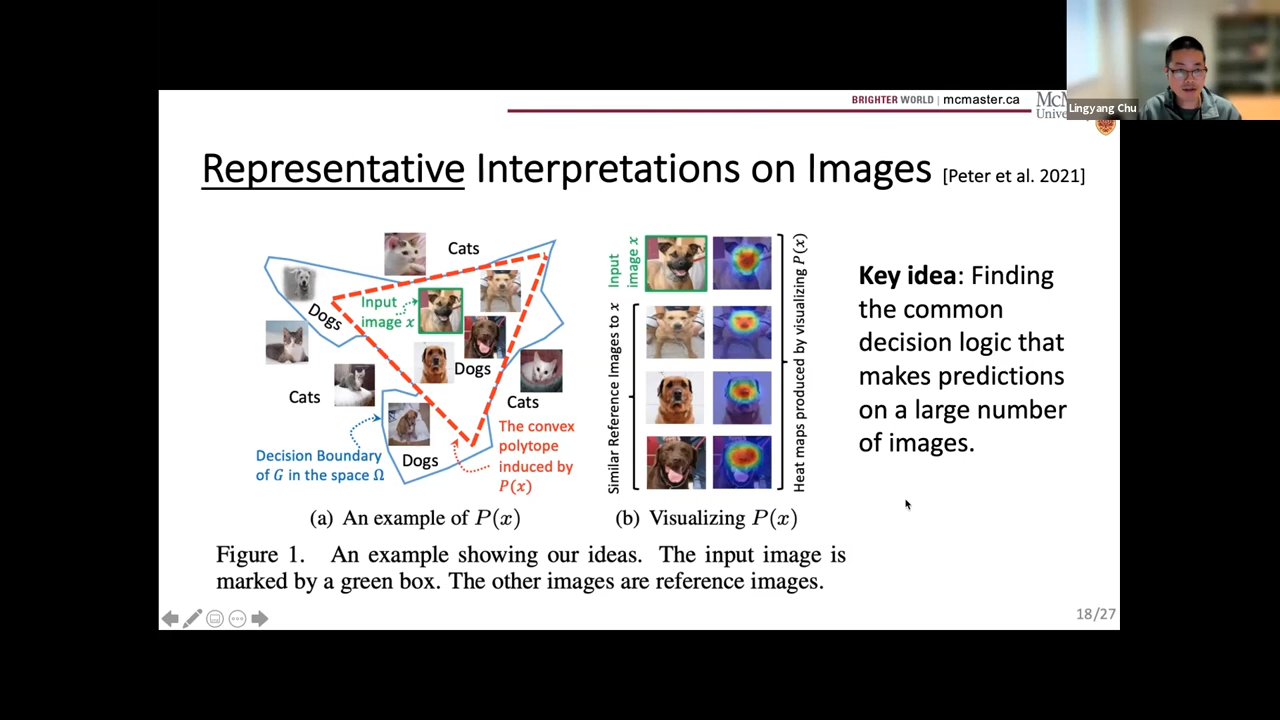 BRIGHTER WORLD | mcmaster.ca
Lingyang Chu
Representative Interpretations on Images [Peter et al. 2021]
Cats
Dogs
Input
image x
Dogs
Cats
Cats
Decision Boundary
of G in the space Ω
Dogs
The convex
polytope
induced by
P(x)
(a) An example of P(x)
Input
image x
Similar Reference Images to x
Heat maps produced by visualizing P(x)
(b) Visualizing P(x)
Figure 1. An example showing our ideas. The input image is
marked by a green box. The other images are reference images.
Key idea: Finding
the common
decision logic that
makes predictions
on a large number
of images.
18/27